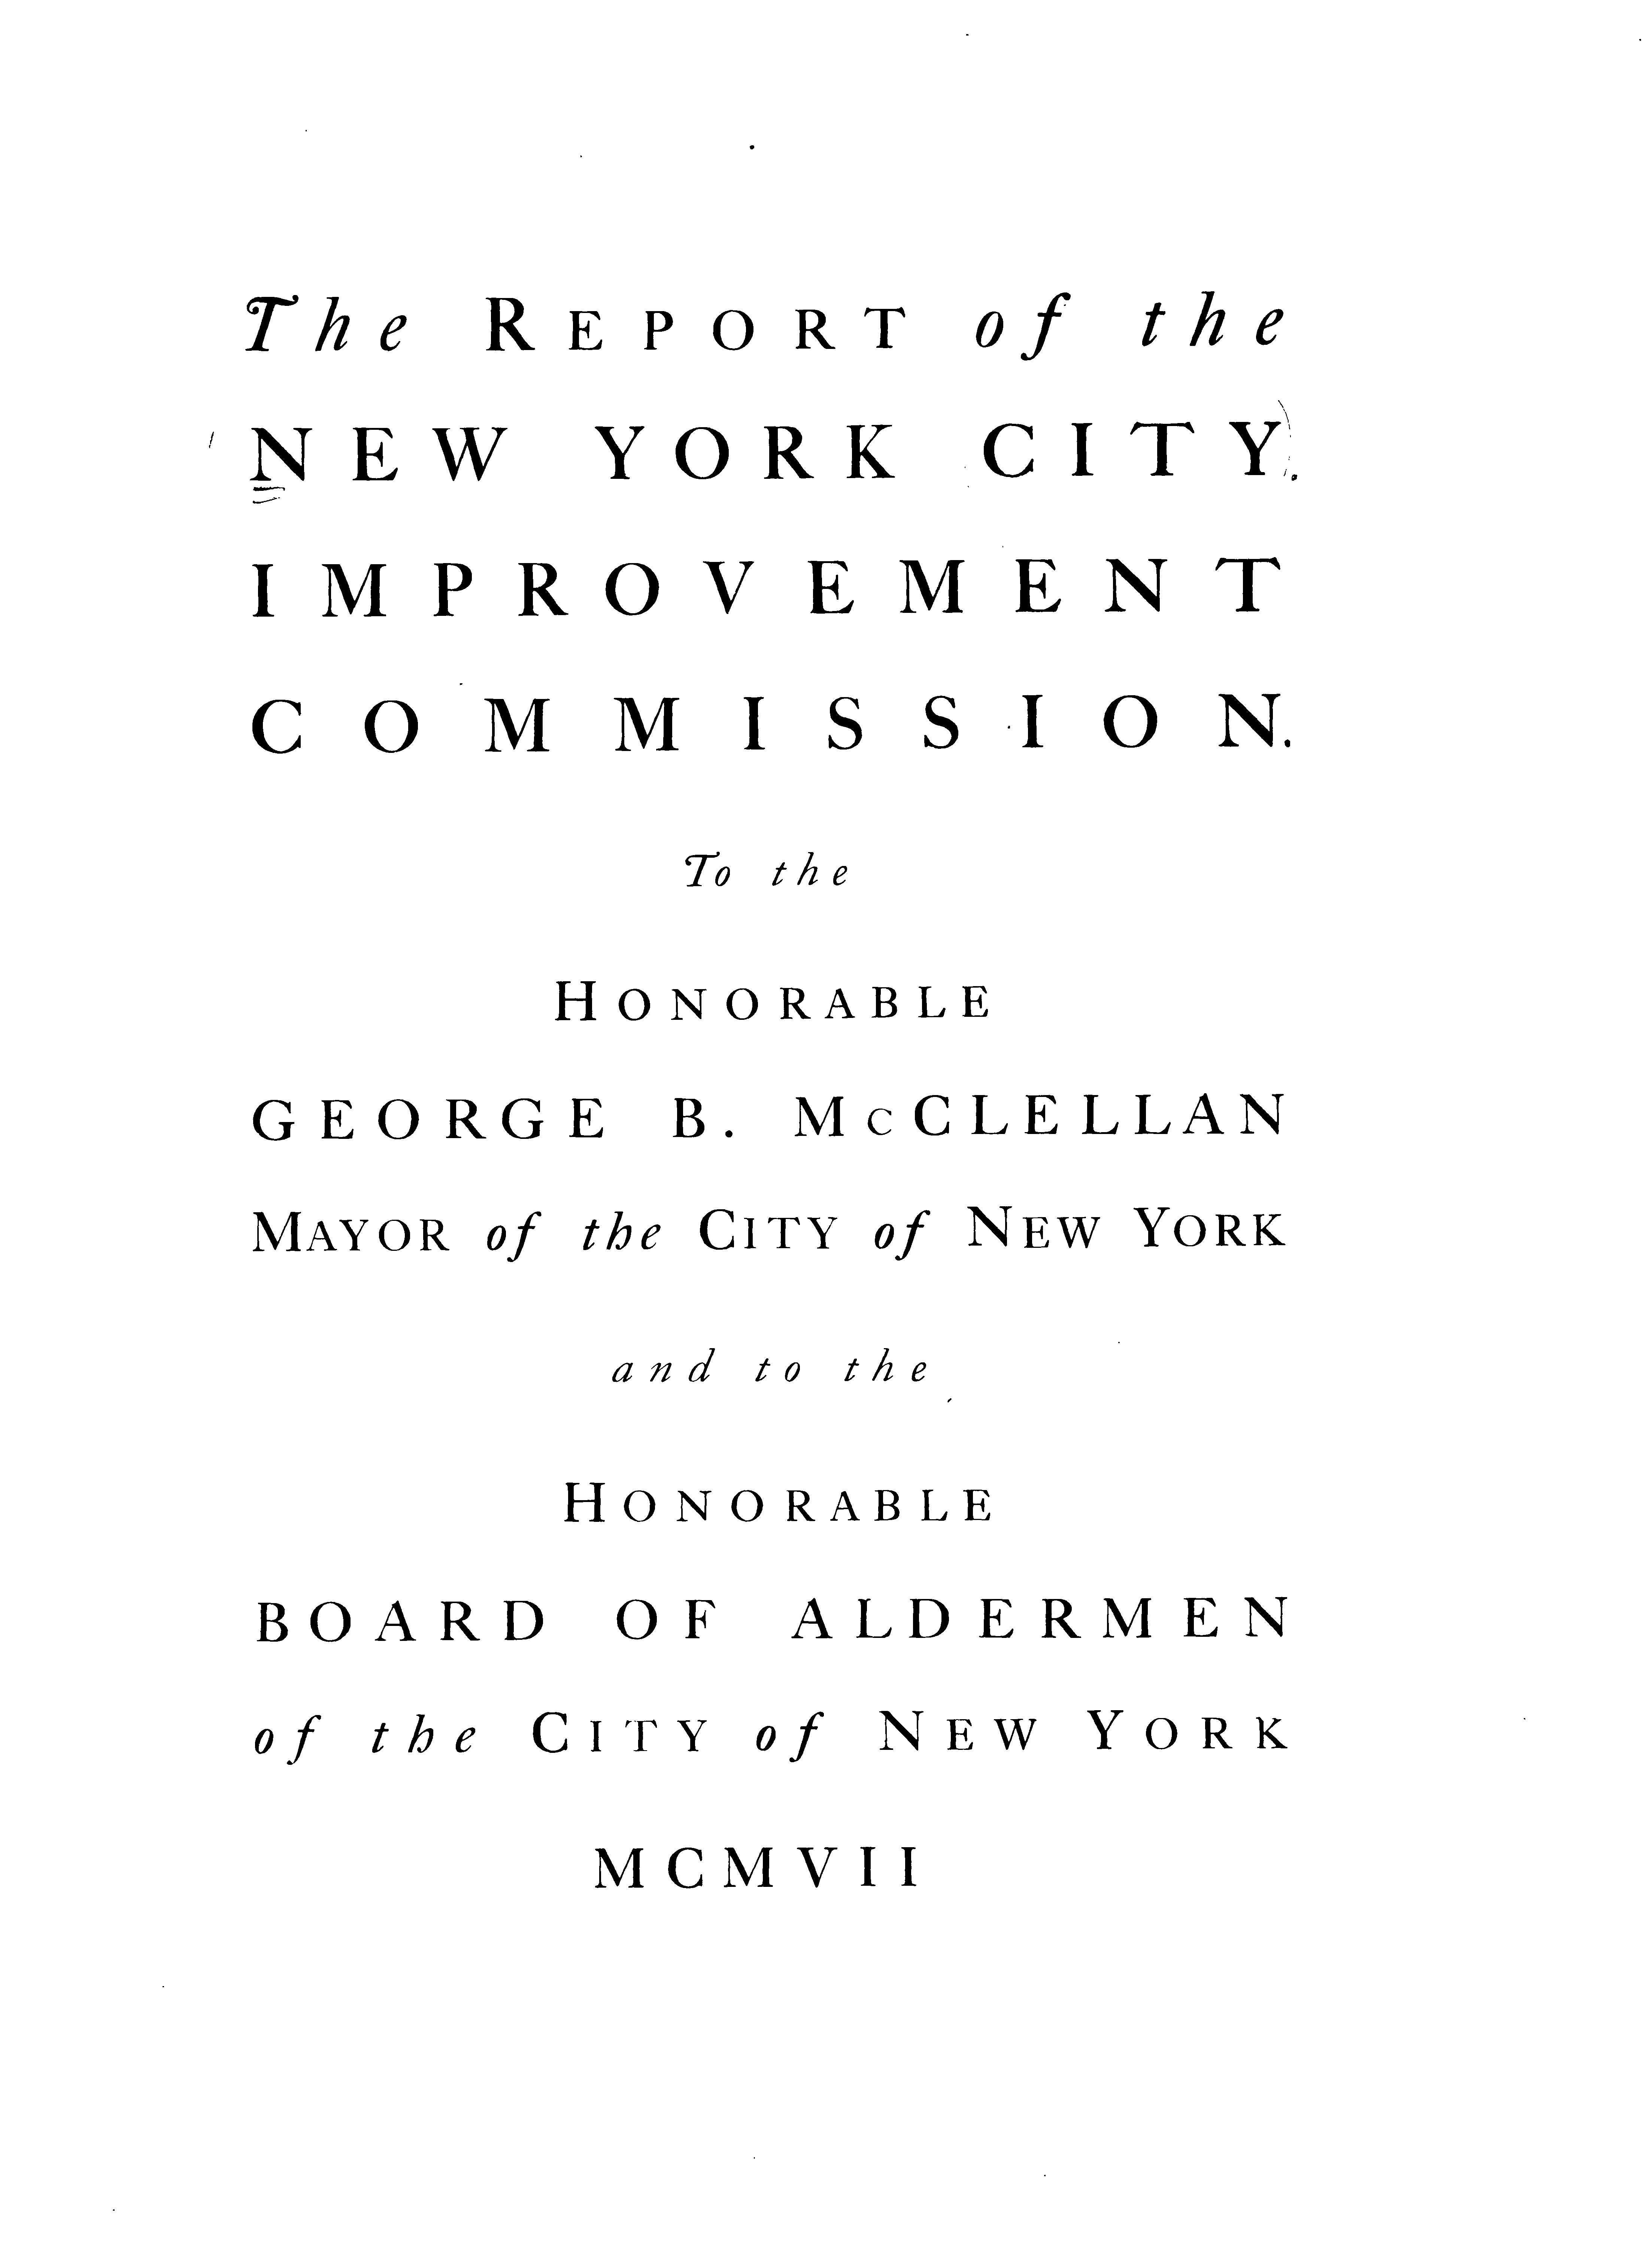 The REPORT of the
NEW YORK CITY
IMPROVEMENT
COMMISSION.
To the
HONORABLE
GEORGE B. McCLELLAN
MAYOR of the CITY of NEW YORK
and to the
HONORABLE
BOARD OF ALDERMEN
of the CITY of NEW YORK
MCMVII